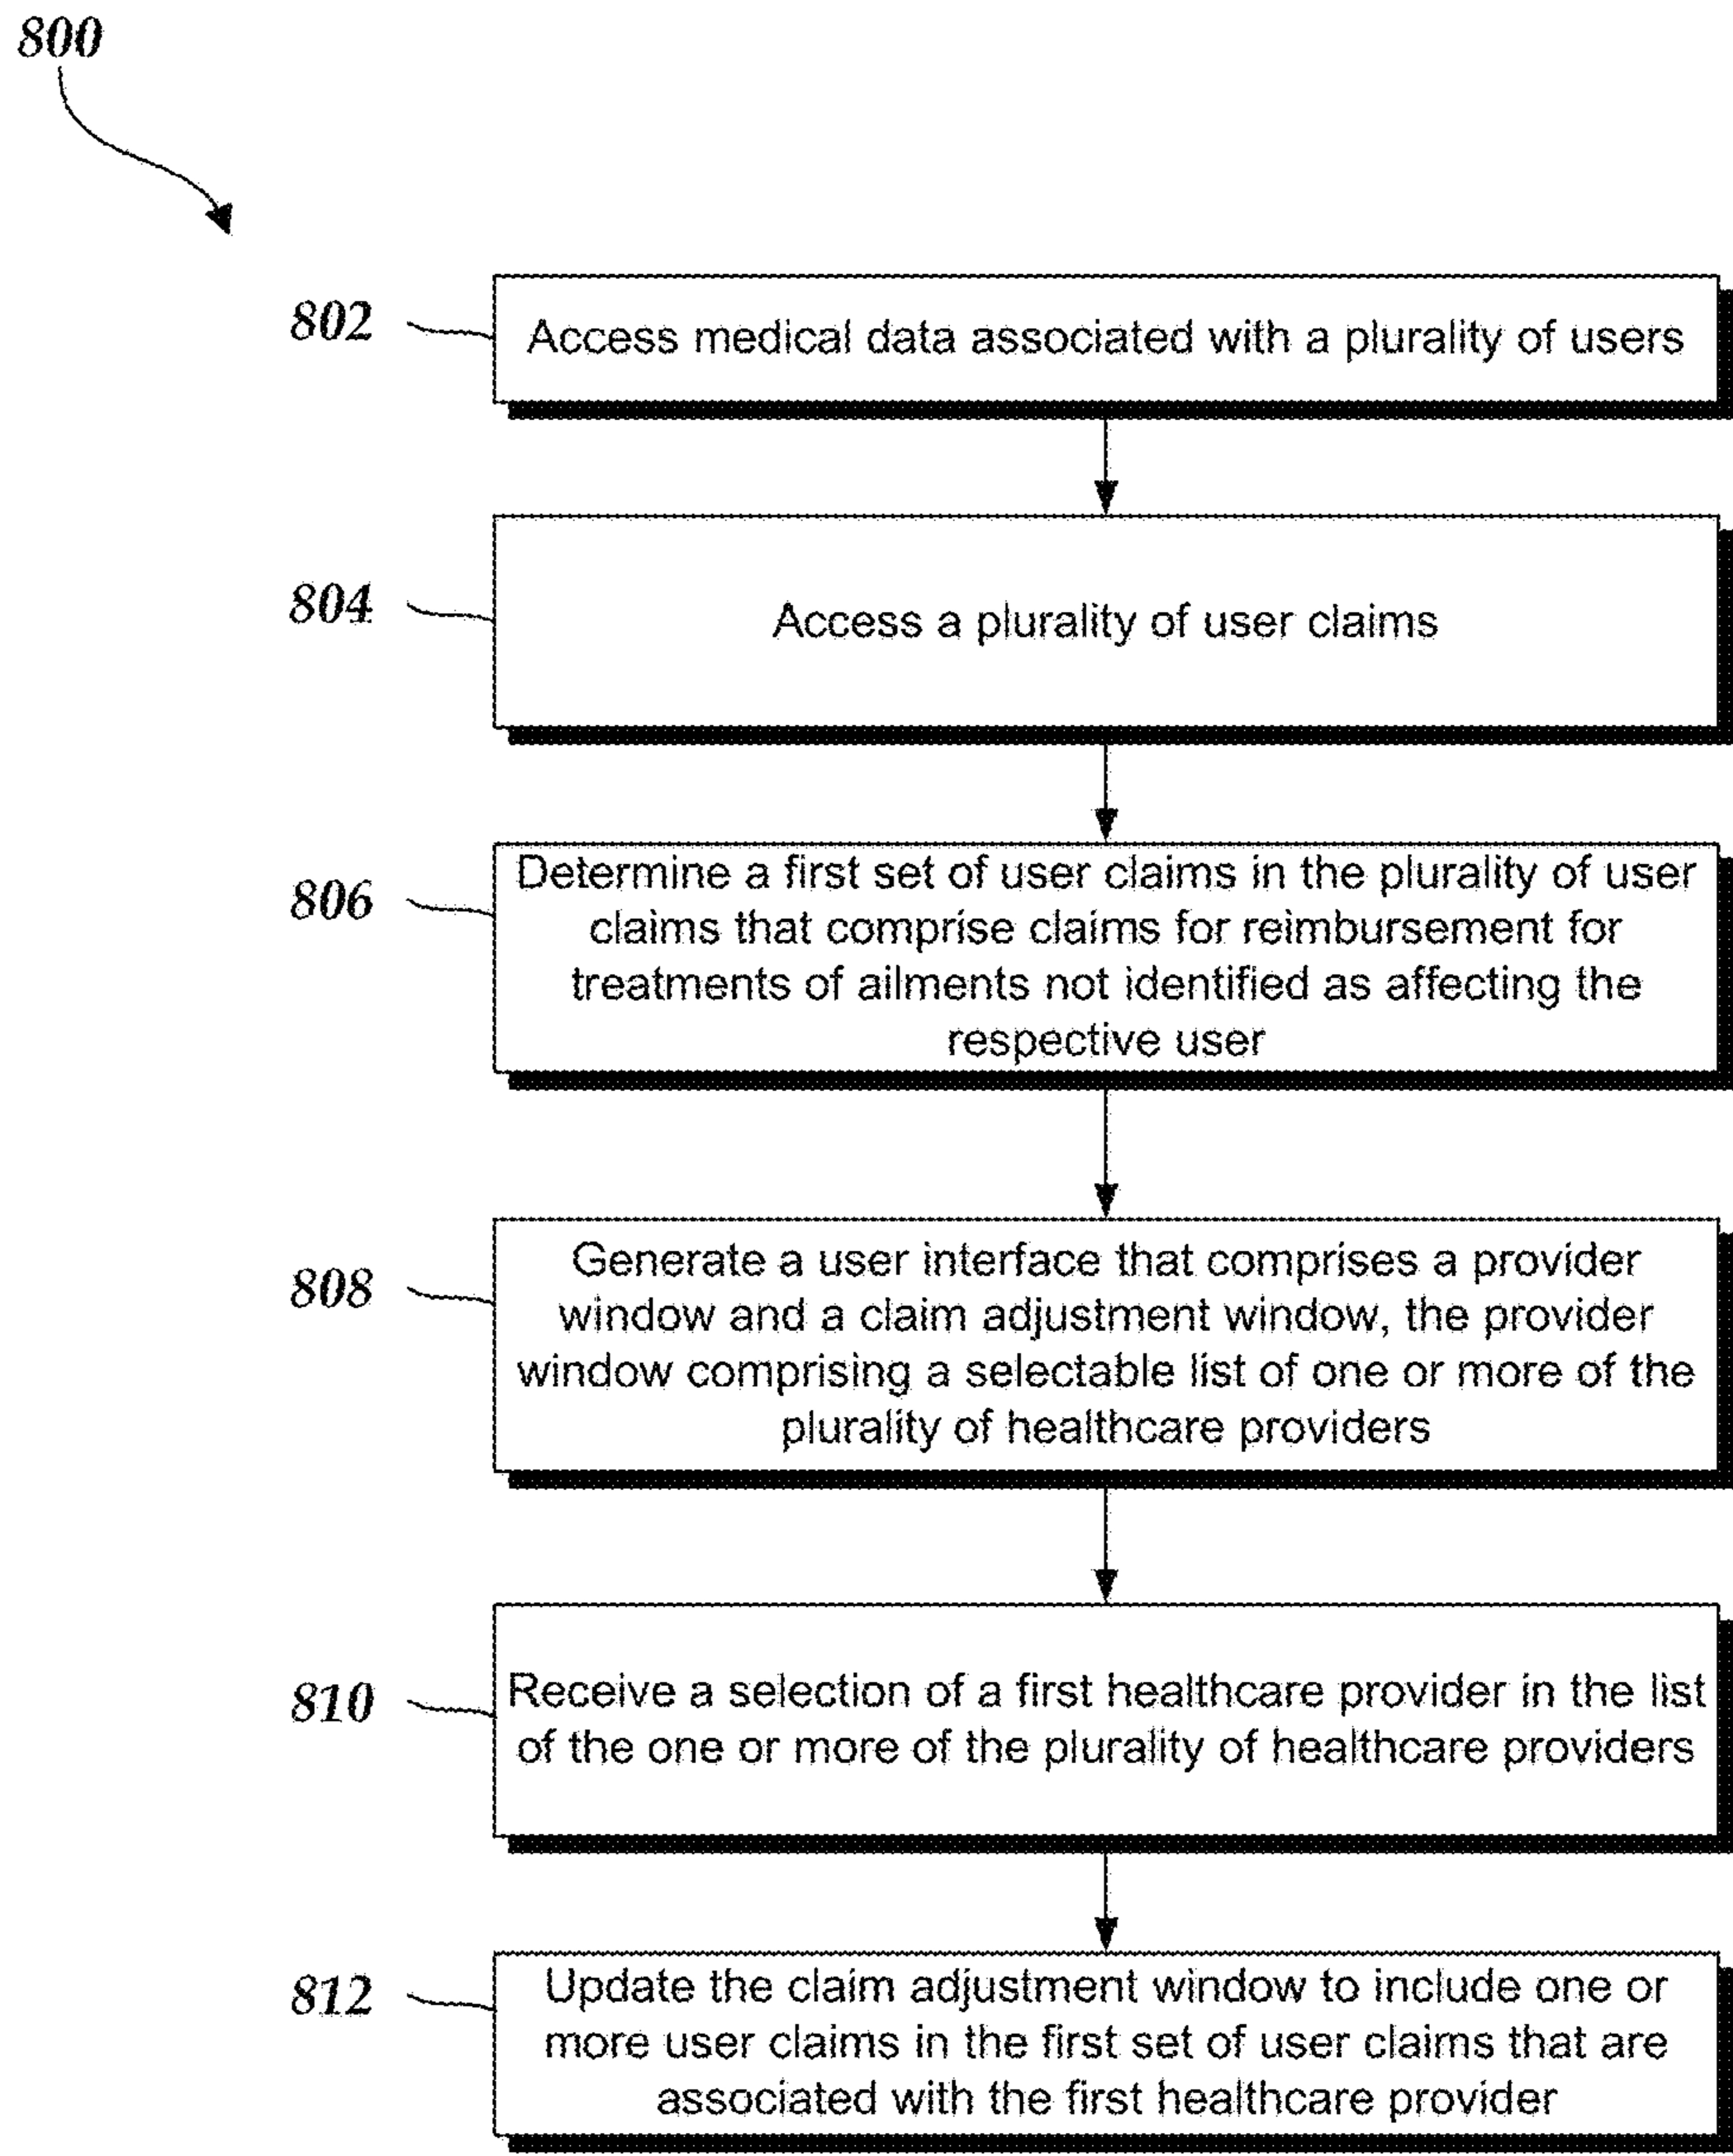 800
802
Access medical data associated with a plurality of users
804
Access a plurality of user claims
806
Determine a first set of user claims in the plurality of user
claims that comprise claims for reimbursement for
treatments of ailments not identified as affecting the
respective user
808
Generate a user interface that comprises a provider
window and a claim adjustment window, the provider
window comprising a selectable list of one or more of the
plurality of healthcare providers
810
Receive a selection of a first healthcare provider in the list
of the one or more of the plurality of healthcare providers
812
Update the claim adjustment window to include one or
more user claims in the first set of user claims that are
associated with the first healthcare provider